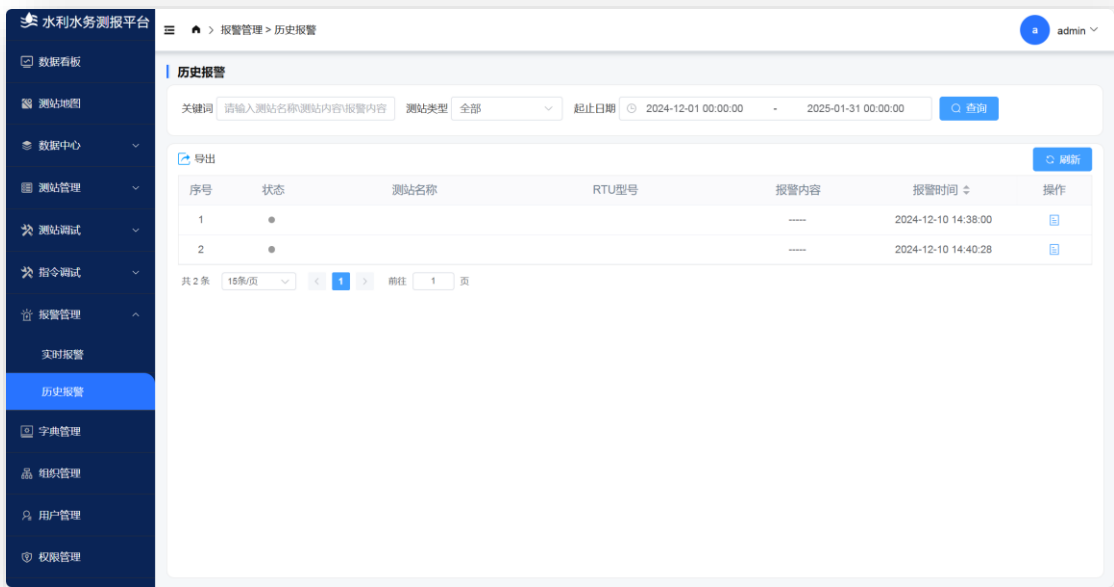 水利水务测报平台
报警管理 > 历史报警
a
admin
数据看板
测站地图
数据中心
测站管理
测站调试
指令调试
报警管理
实时报警
历史报警
字典管理
组织管理
用户管理
权限管理
历史报警
关键词 请输入测站名称\测站内容\报警内容 测站类型 全部 起止日期 2024-12-01 00:00:00 - 2025-01-31 00:00:00 查询
导出 刷新
序号 状态 测站名称 RTU型号 报警内容 报警时间 操作
1 ----- 2024-12-10 14:38:00
2 ----- 2024-12-10 14:40:28
共 2 条 15条/页 < 1 > 前往 1 页